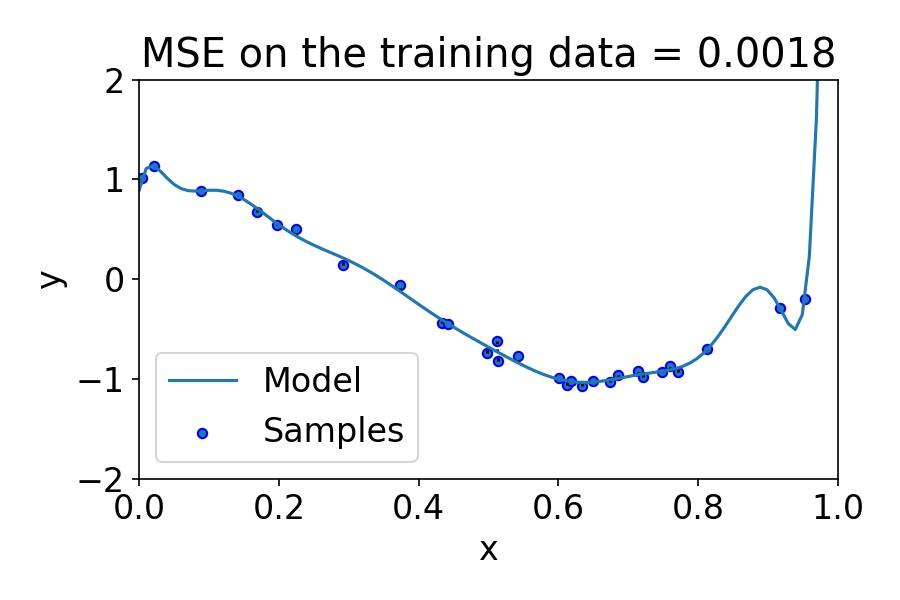 MSE on the training data = 0.0018
2
1
0
−1
−2
y
Model
Samples
0.0 0.2 0.4 0.6 0.8 1.0
x